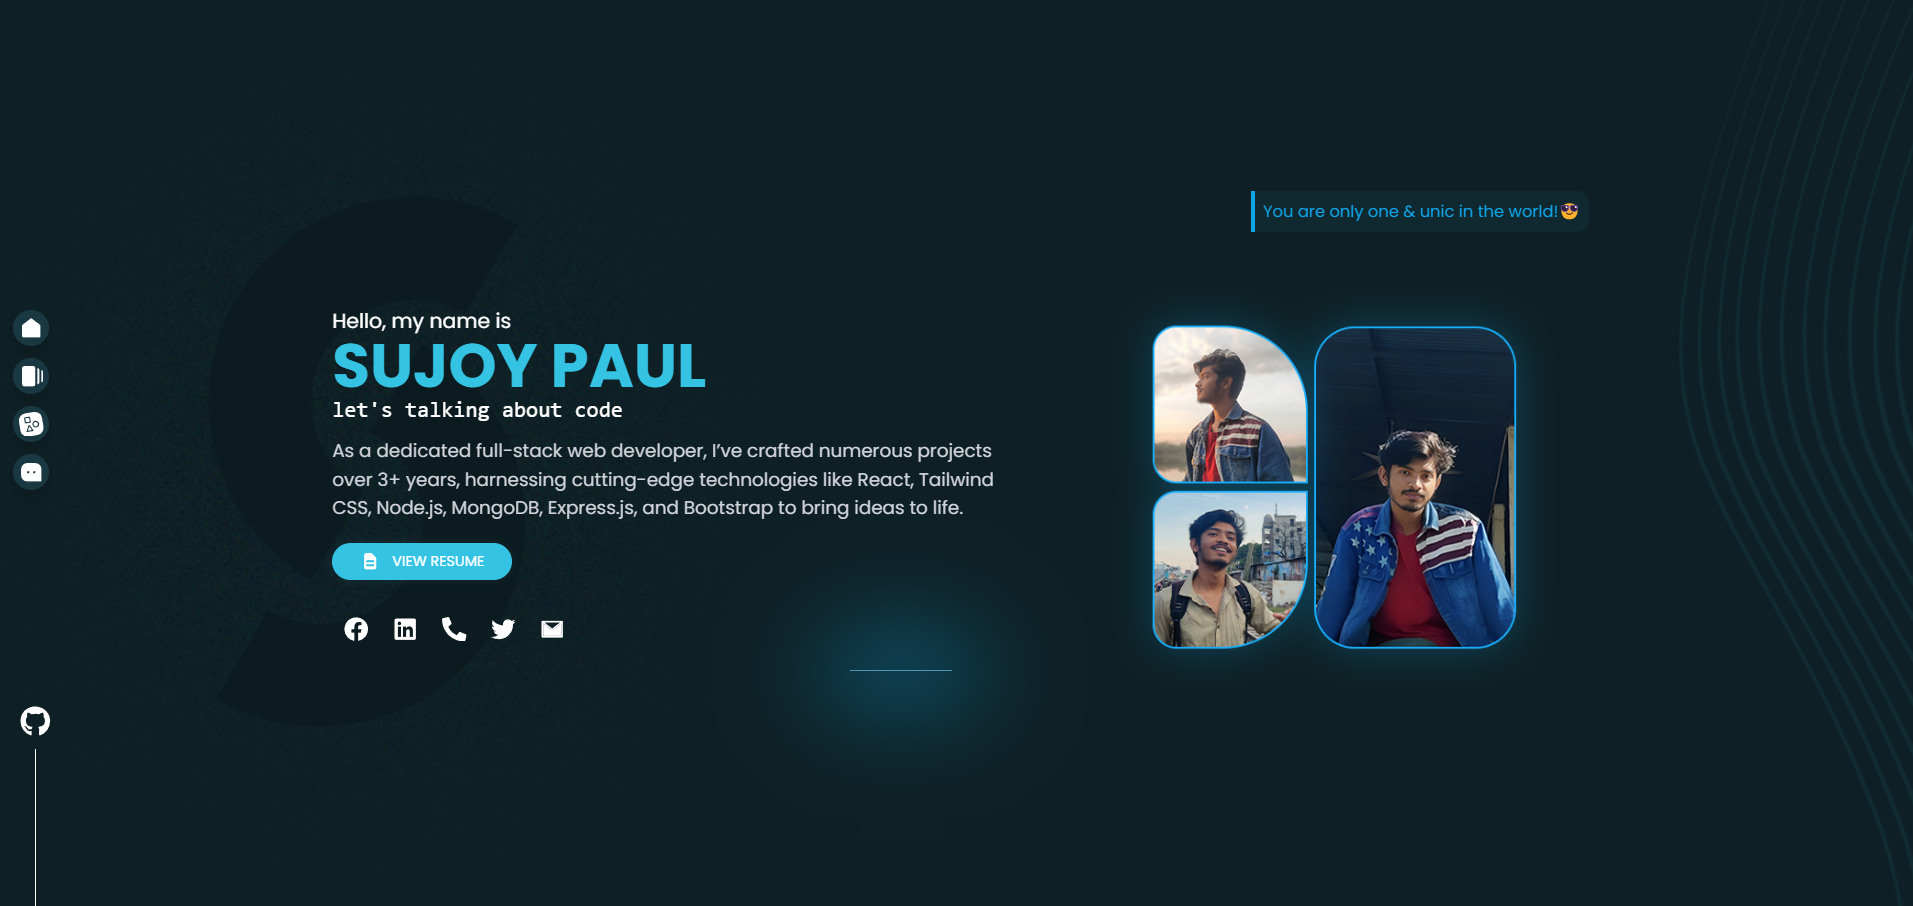 You are only one & unic in the world!😎
Hello, my name is
SUJOY PAUL
let's talking about code
As a dedicated full-stack web developer, I've crafted numerous projects
over 3+ years, harnessing cutting-edge technologies like React, Tailwind
CSS, Node.js, MongoDB, Express.js, and Bootstrap to bring ideas to life.
VIEW RESUME